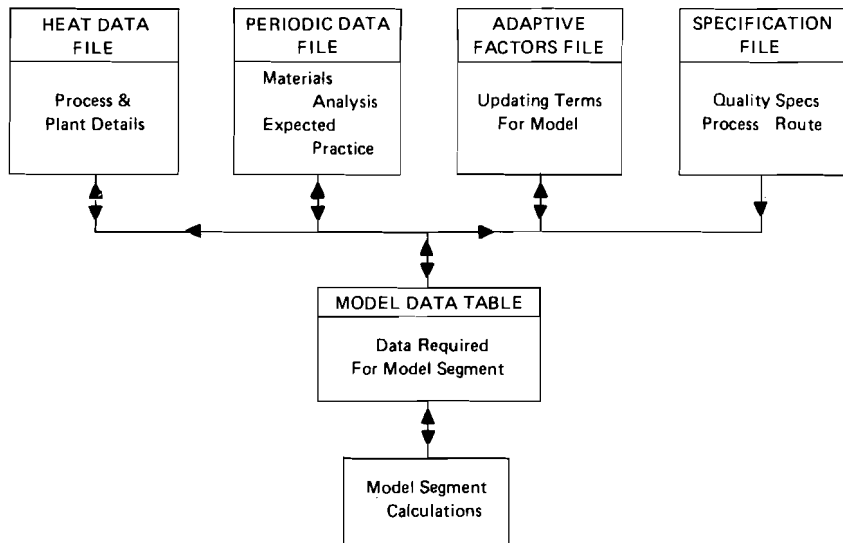 HEAT DATA
FILE
Process &
Plant Details
PERIODIC DATA
FILE
Materials
Analysis
Expected
Practice
ADAPTIVE
FACTORS FILE
Updating Terms
For Model
SPECIFICATION
FILE
Quality Specs
Process Route
MODEL DATA TABLE
Data Required
For Model Segment
Model Segment
Calculations